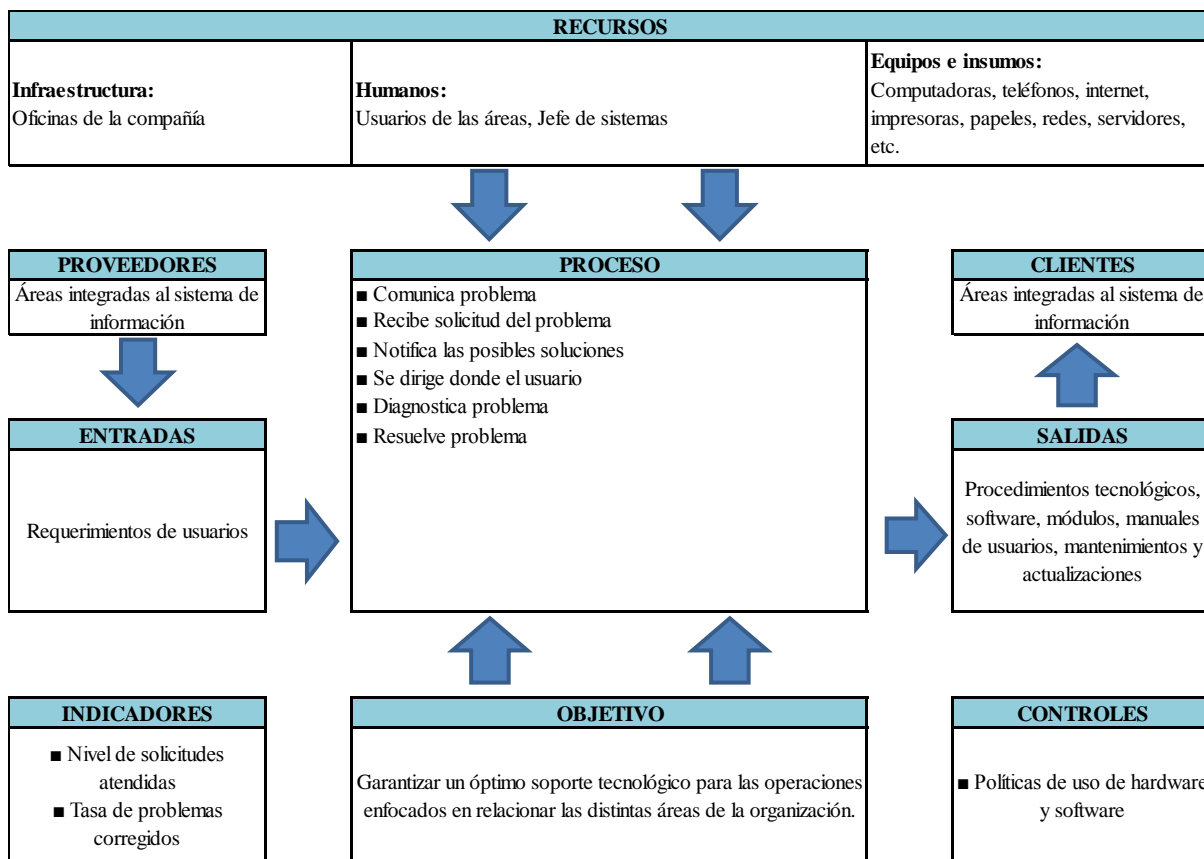 RECURSOS
Infraestructura:
Oficinas de la compañía
Humanos:
Usuarios de las áreas, Jefe de sistemas
Equipos e insumos:
Computadoras, teléfonos, internet,
impresoras, papeles, redes, servidores,
etc.
PROVEEDORES
Áreas integradas al sistema de
información
PROCESO
■ Comunica problema
■ Recibe solicitud del problema
■ Notifica las posibles soluciones
■ Se dirige donde el usuario
■ Diagnostica problema
■ Resuelve problema
CLIENTES
Áreas integradas al sistema de
información
ENTRADAS
Requerimientos de usuarios
SALIDAS
Procedimientos tecnológicos,
software, módulos, manuales
de usuarios, mantenimientos y
actualizaciones
INDICADORES
■ Nivel de solicitudes
atendidas
■ Tasa de problemas
corregidos
OBJETIVO
Garantizar un óptimo soporte tecnológico para las operaciones
enfocados en relacionar las distintas áreas de la organización.
CONTROLES
■ Políticas de uso de hardware
y software